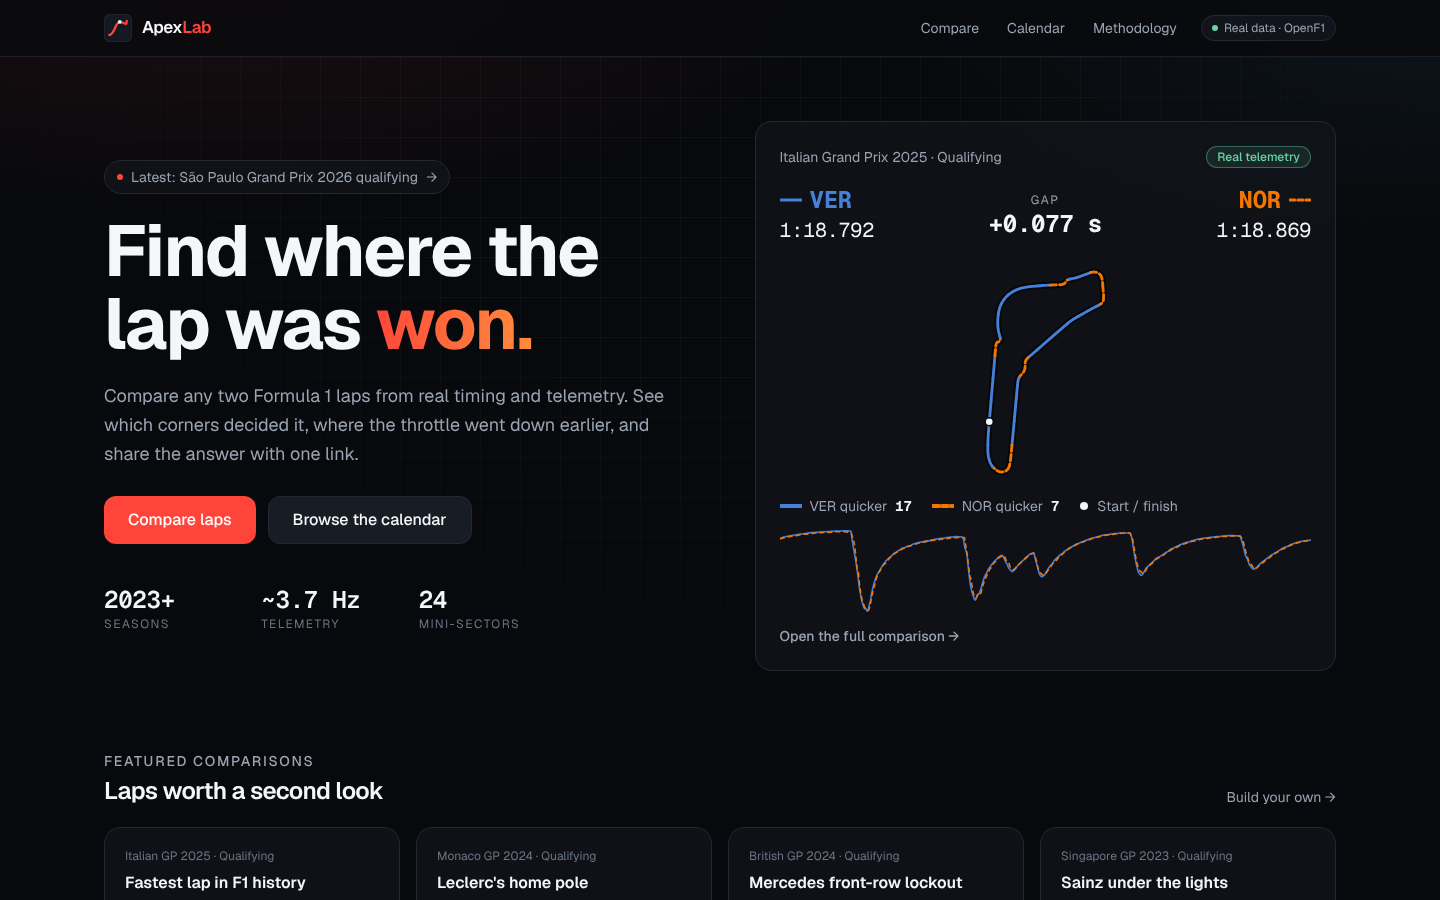 ApexLab
Compare
Calendar
Methodology
Real data · OpenF1
Latest: São Paulo Grand Prix 2026 qualifying →
Find where the
lap was won.
Compare any two Formula 1 laps from real timing and telemetry. See
which corners decided it, where the throttle went down earlier, and
share the answer with one link.
Compare laps
Browse the calendar
2023+
SEASONS
~3.7 Hz
TELEMETRY
24
MINI-SECTORS
Italian Grand Prix 2025 · Qualifying
Real telemetry
VER
1:18.792
GAP
+0.077 s
NOR
1:18.869
VER quicker 17
NOR quicker 7
Start / finish
Open the full comparison →
FEATURED COMPARISONS
Laps worth a second look
Build your own →
Italian GP 2025 · Qualifying
Fastest lap in F1 history
Monaco GP 2024 · Qualifying
Leclerc's home pole
British GP 2024 · Qualifying
Mercedes front-row lockout
Singapore GP 2023 · Qualifying
Sainz under the lights